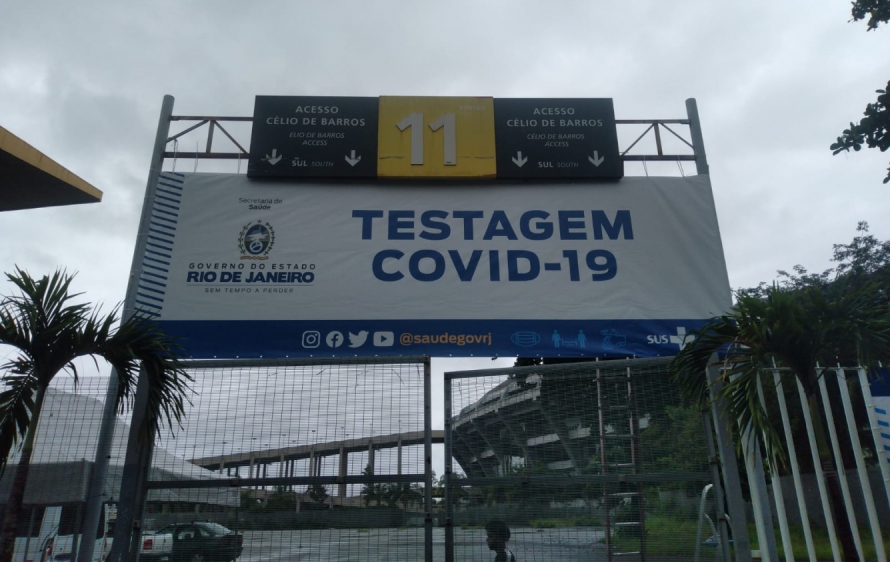 ACESSO
CÉLIO DE BARROS
ELIO DE BARROS
ACCESS
SUL SOUTH
11
ACESSO
CÉLIO DE BARROS
CÉLIO DE BARROS
ACCESS
SUL SOUTH
Secretaria de
Saúde
GOVERNO DO ESTADO
RIO DE JANEIRO
SEM TEMPO A PERDER
TESTAGEM
COVID-19
@saudegovrj
SUS